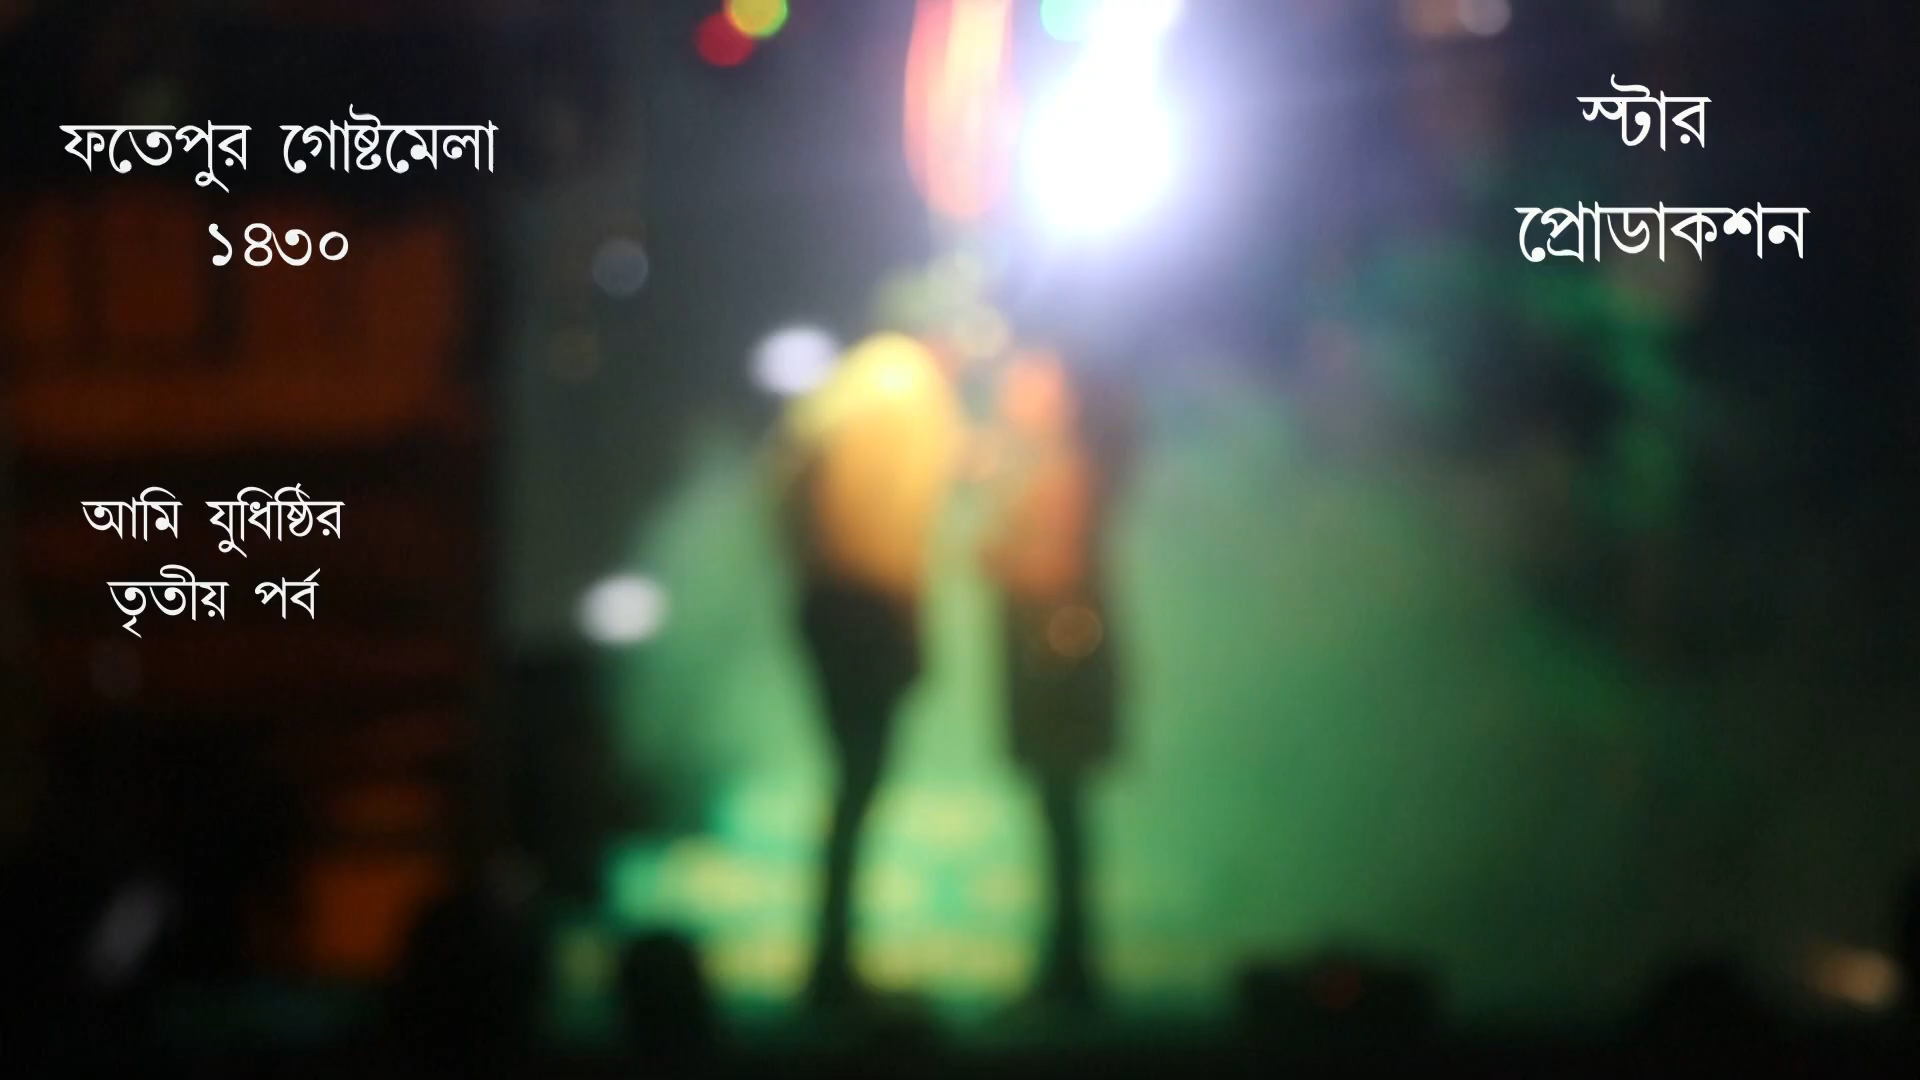 ফতেপুর গোষ্টমেলা
১৪৩০
স্টার
প্রোডাকশন
আমি যুধিষ্ঠির
তৃতীয় পর্ব